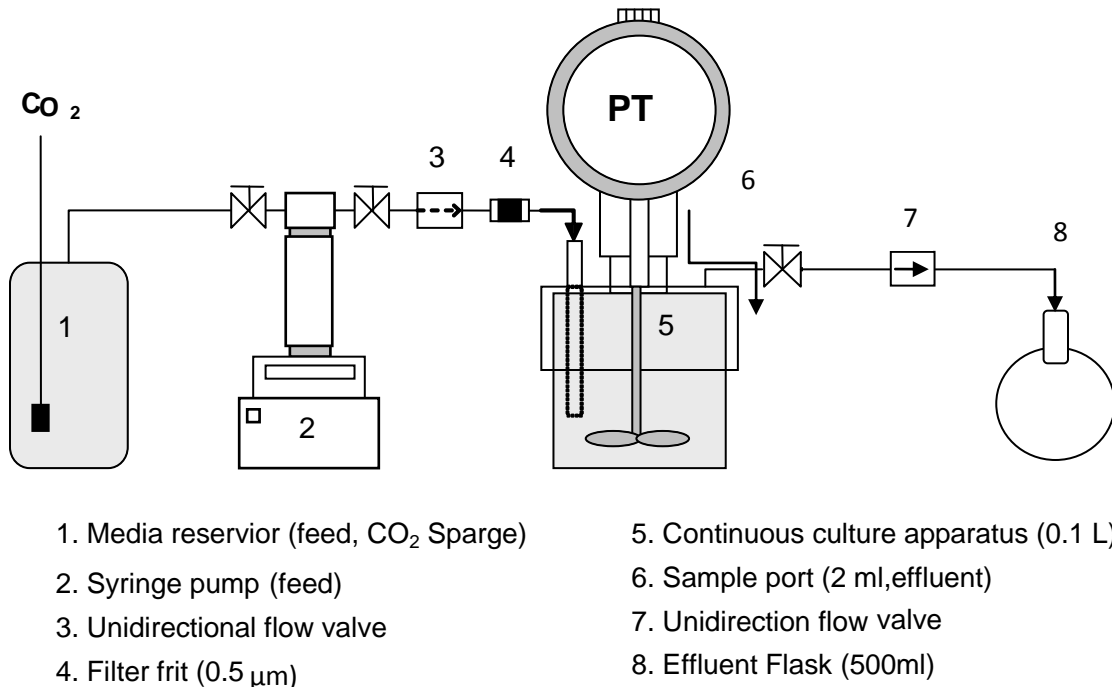 CO₂
PT
3
4
6
7
8
1
5
2
1. Media reservior (feed, CO₂ Sparge)
2. Syringe pump (feed)
3. Unidirectional flow valve
4. Filter frit (0.5 µm)
5. Continuous culture apparatus (0.1 L)
6. Sample port (2 ml,effluent)
7. Unidirection flow valve
8. Effluent Flask (500ml)